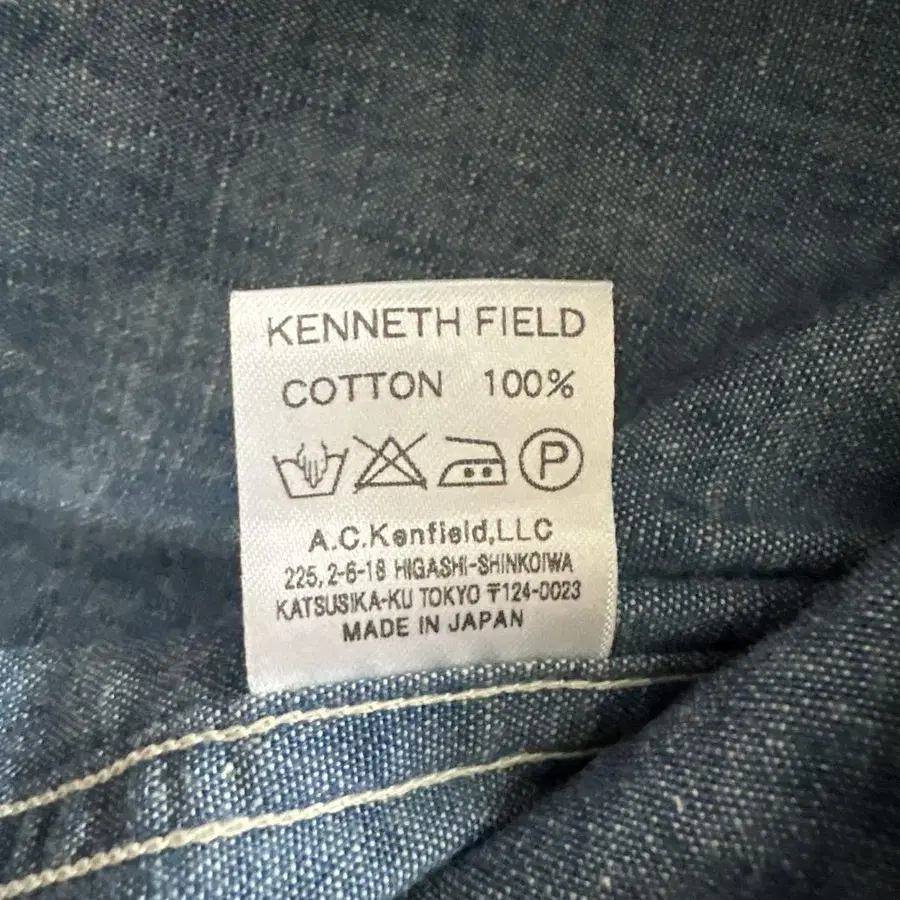 KENNETH FIELD
COTTON 100%
P
A.C.Kenfield,LLC
225, 2-6-18 HIGASHI-SHINKOIWA
KATSUSIKA-KU TOKYO 〒124-0023
MADE IN JAPAN